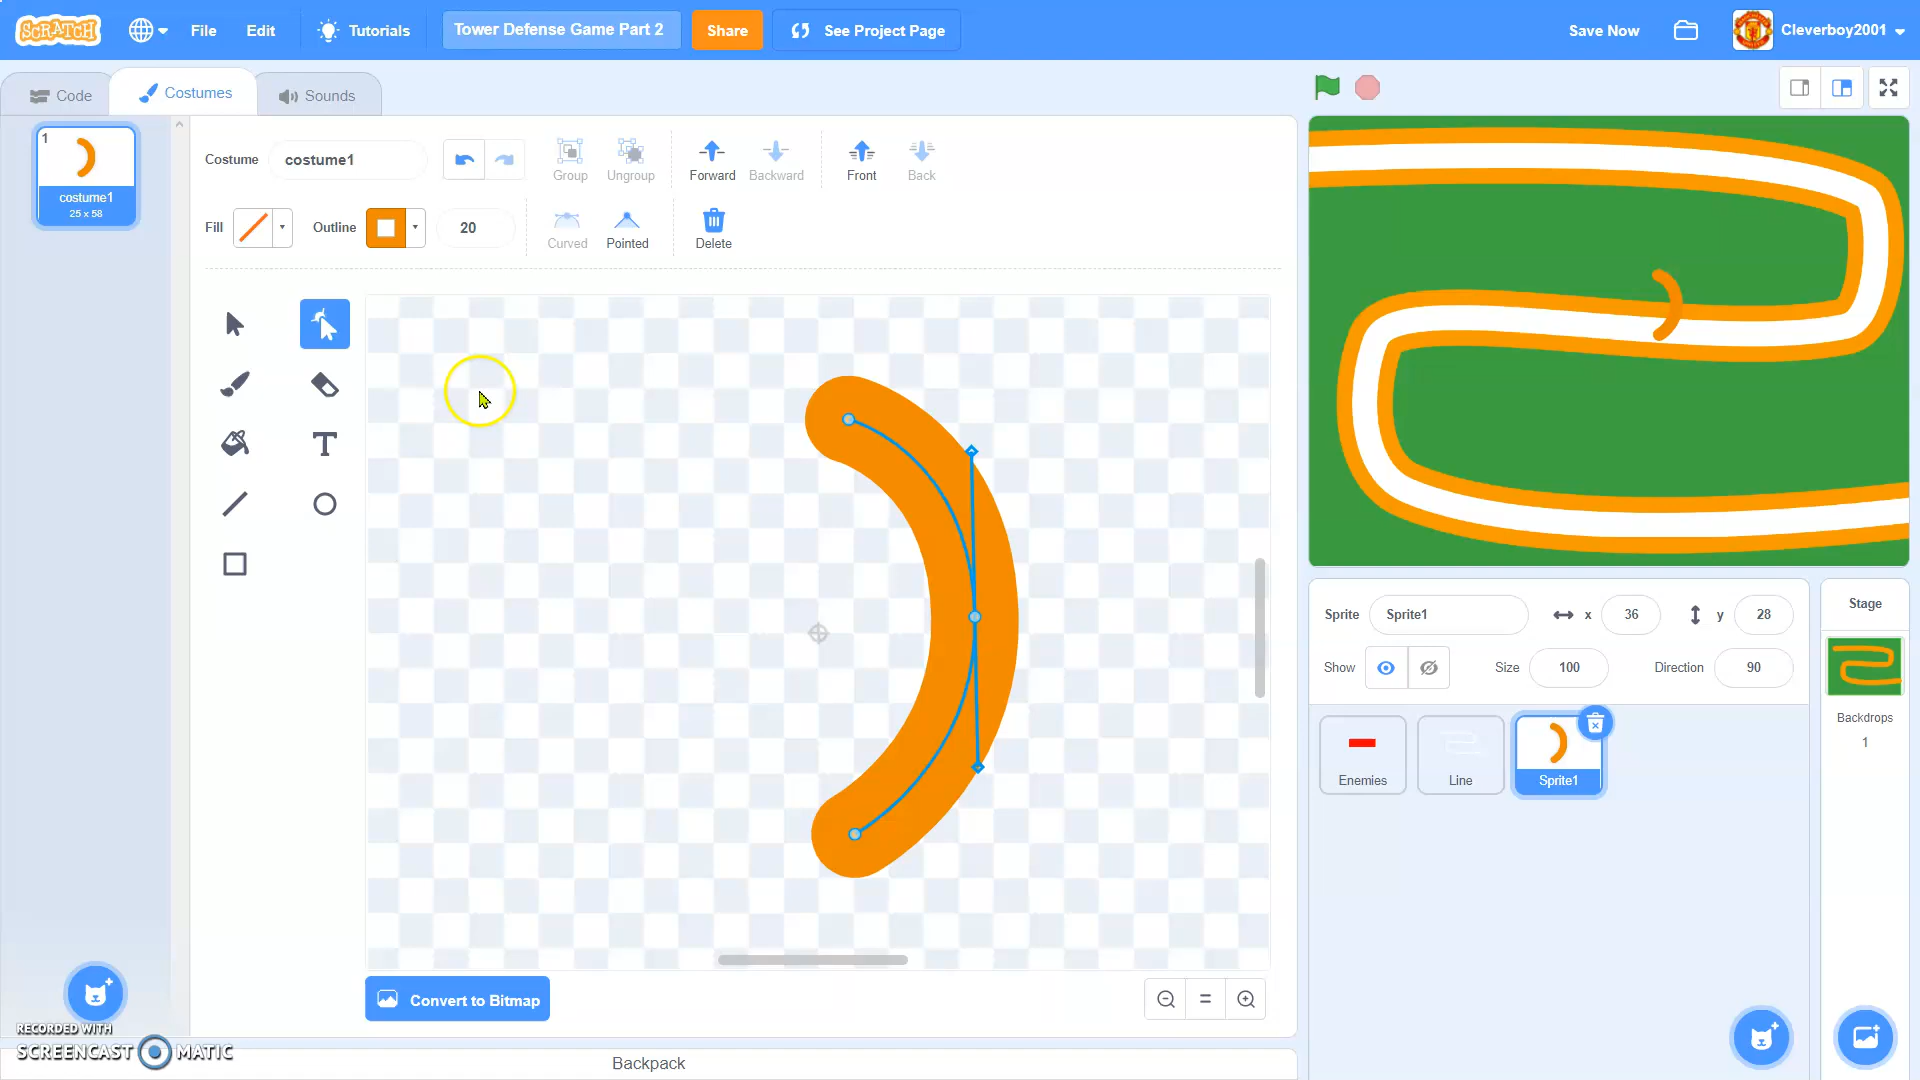 SCRATCH
File
Edit
Tutorials
Tower Defense Game Part 2
Share
See Project Page
Save Now
Cleverboy2001
Code
Costumes
Sounds
1
costume1
25 x 58
Costume
costume1
Group
Ungroup
Forward
Backward
Front
Back
Fill
Outline
20
Curved
Pointed
Delete
T
Convert to Bitmap
Backpack
Sprite
Sprite1
x
36
y
28
Show
Size
100
Direction
90
Enemies
Line
Sprite1
Stage
Backdrops
1
RECORDED WITH
SCREENCAST MATIC